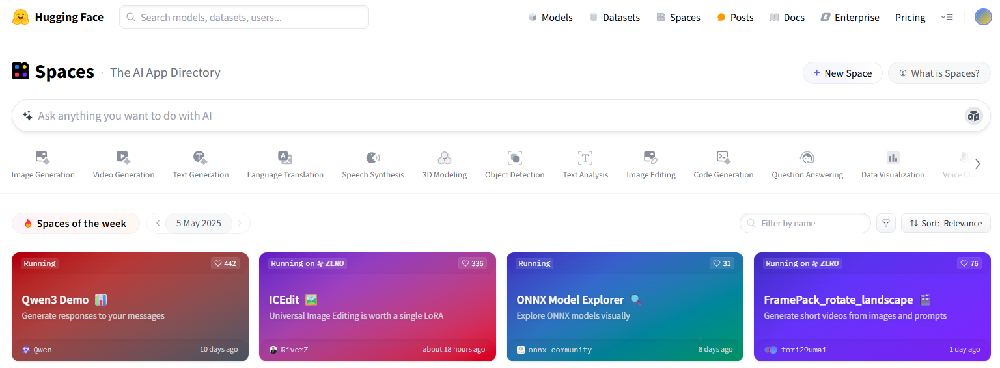 Hugging Face
Search models, datasets, users...
Models
Datasets
Spaces
Posts
Docs
Enterprise
Pricing
Spaces · The AI App Directory
+ New Space
What is Spaces?
Ask anything you want to do with AI
Image Generation
Video Generation
Text Generation
Language Translation
Speech Synthesis
3D Modeling
Object Detection
Text Analysis
Image Editing
Code Generation
Question Answering
Data Visualization
Voice
Spaces of the week
5 May 2025
Filter by name
Sort: Relevance
Running
442
Qwen3 Demo
Generate responses to your messages
Qwen
10 days ago
Running on ZERO
336
ICEdit
Universal Image Editing is worth a single LoRA
RiverZ
about 18 hours ago
Running
31
ONNX Model Explorer
Explore ONNX models visually
onnx-community
8 days ago
Running on ZERO
76
FramePack_rotate_landscape
Generate short videos from images and prompts
tori29umai
1 day ago